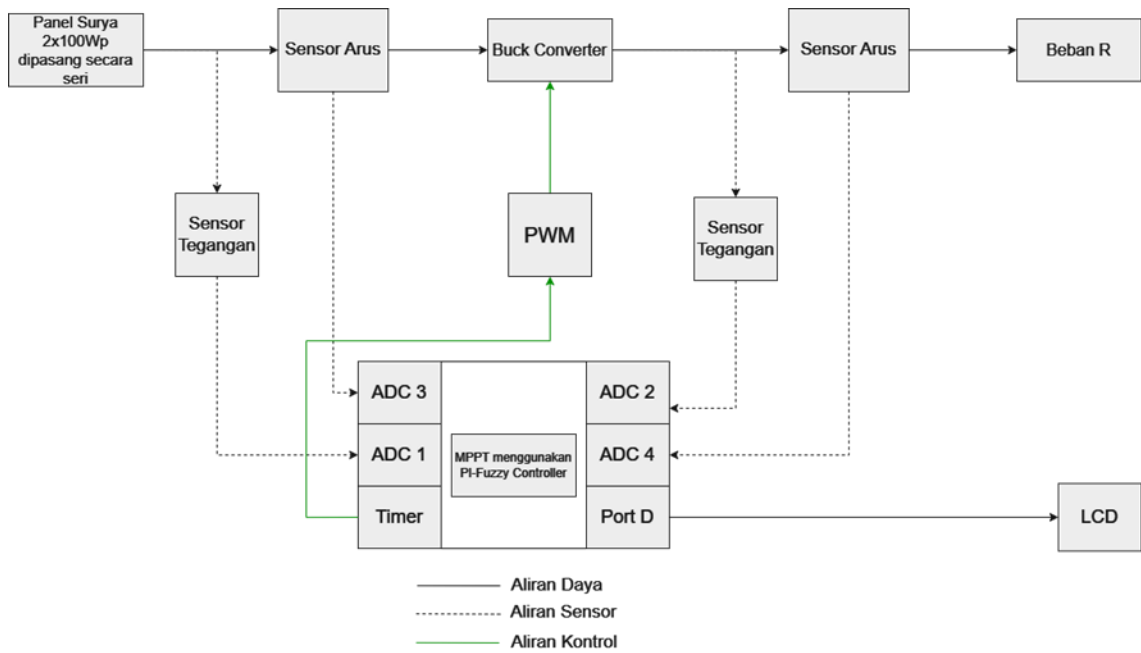 Panel Surya
2x100Wp
dipasang secara
seri
Sensor Arus
Buck Converter
Sensor Arus
Beban R
Sensor
Tegangan
PWM
Sensor
Tegangan
ADC 3
ADC 2
ADC 1
MPPT menggunakan
PI-Fuzzy Controller
ADC 4
Timer
Port D
LCD
Aliran Daya
Aliran Sensor
Aliran Kontrol